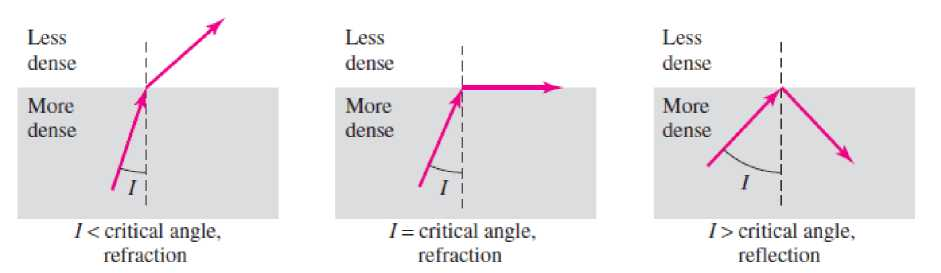 Less
dense
More
dense
I
I < critical angle,
refraction
Less
dense
More
dense
I
I = critical angle,
refraction
Less
dense
More
dense
I
I > critical angle,
reflection